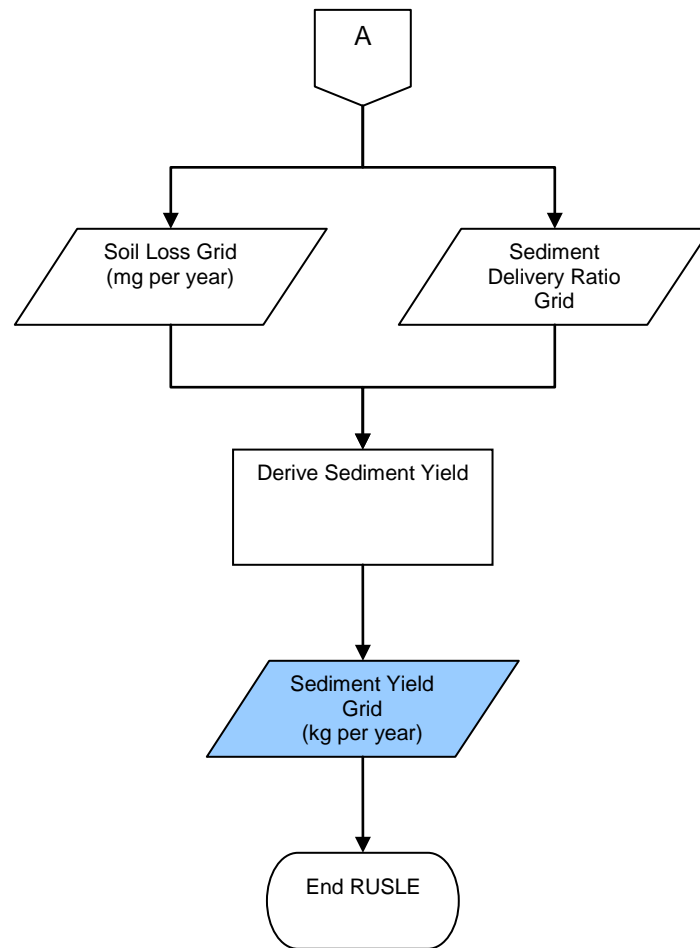 A
Soil Loss Grid
(mg per year)
Sediment
Delivery Ratio
Grid
Derive Sediment Yield
Sediment Yield
Grid
(kg per year)
End RUSLE